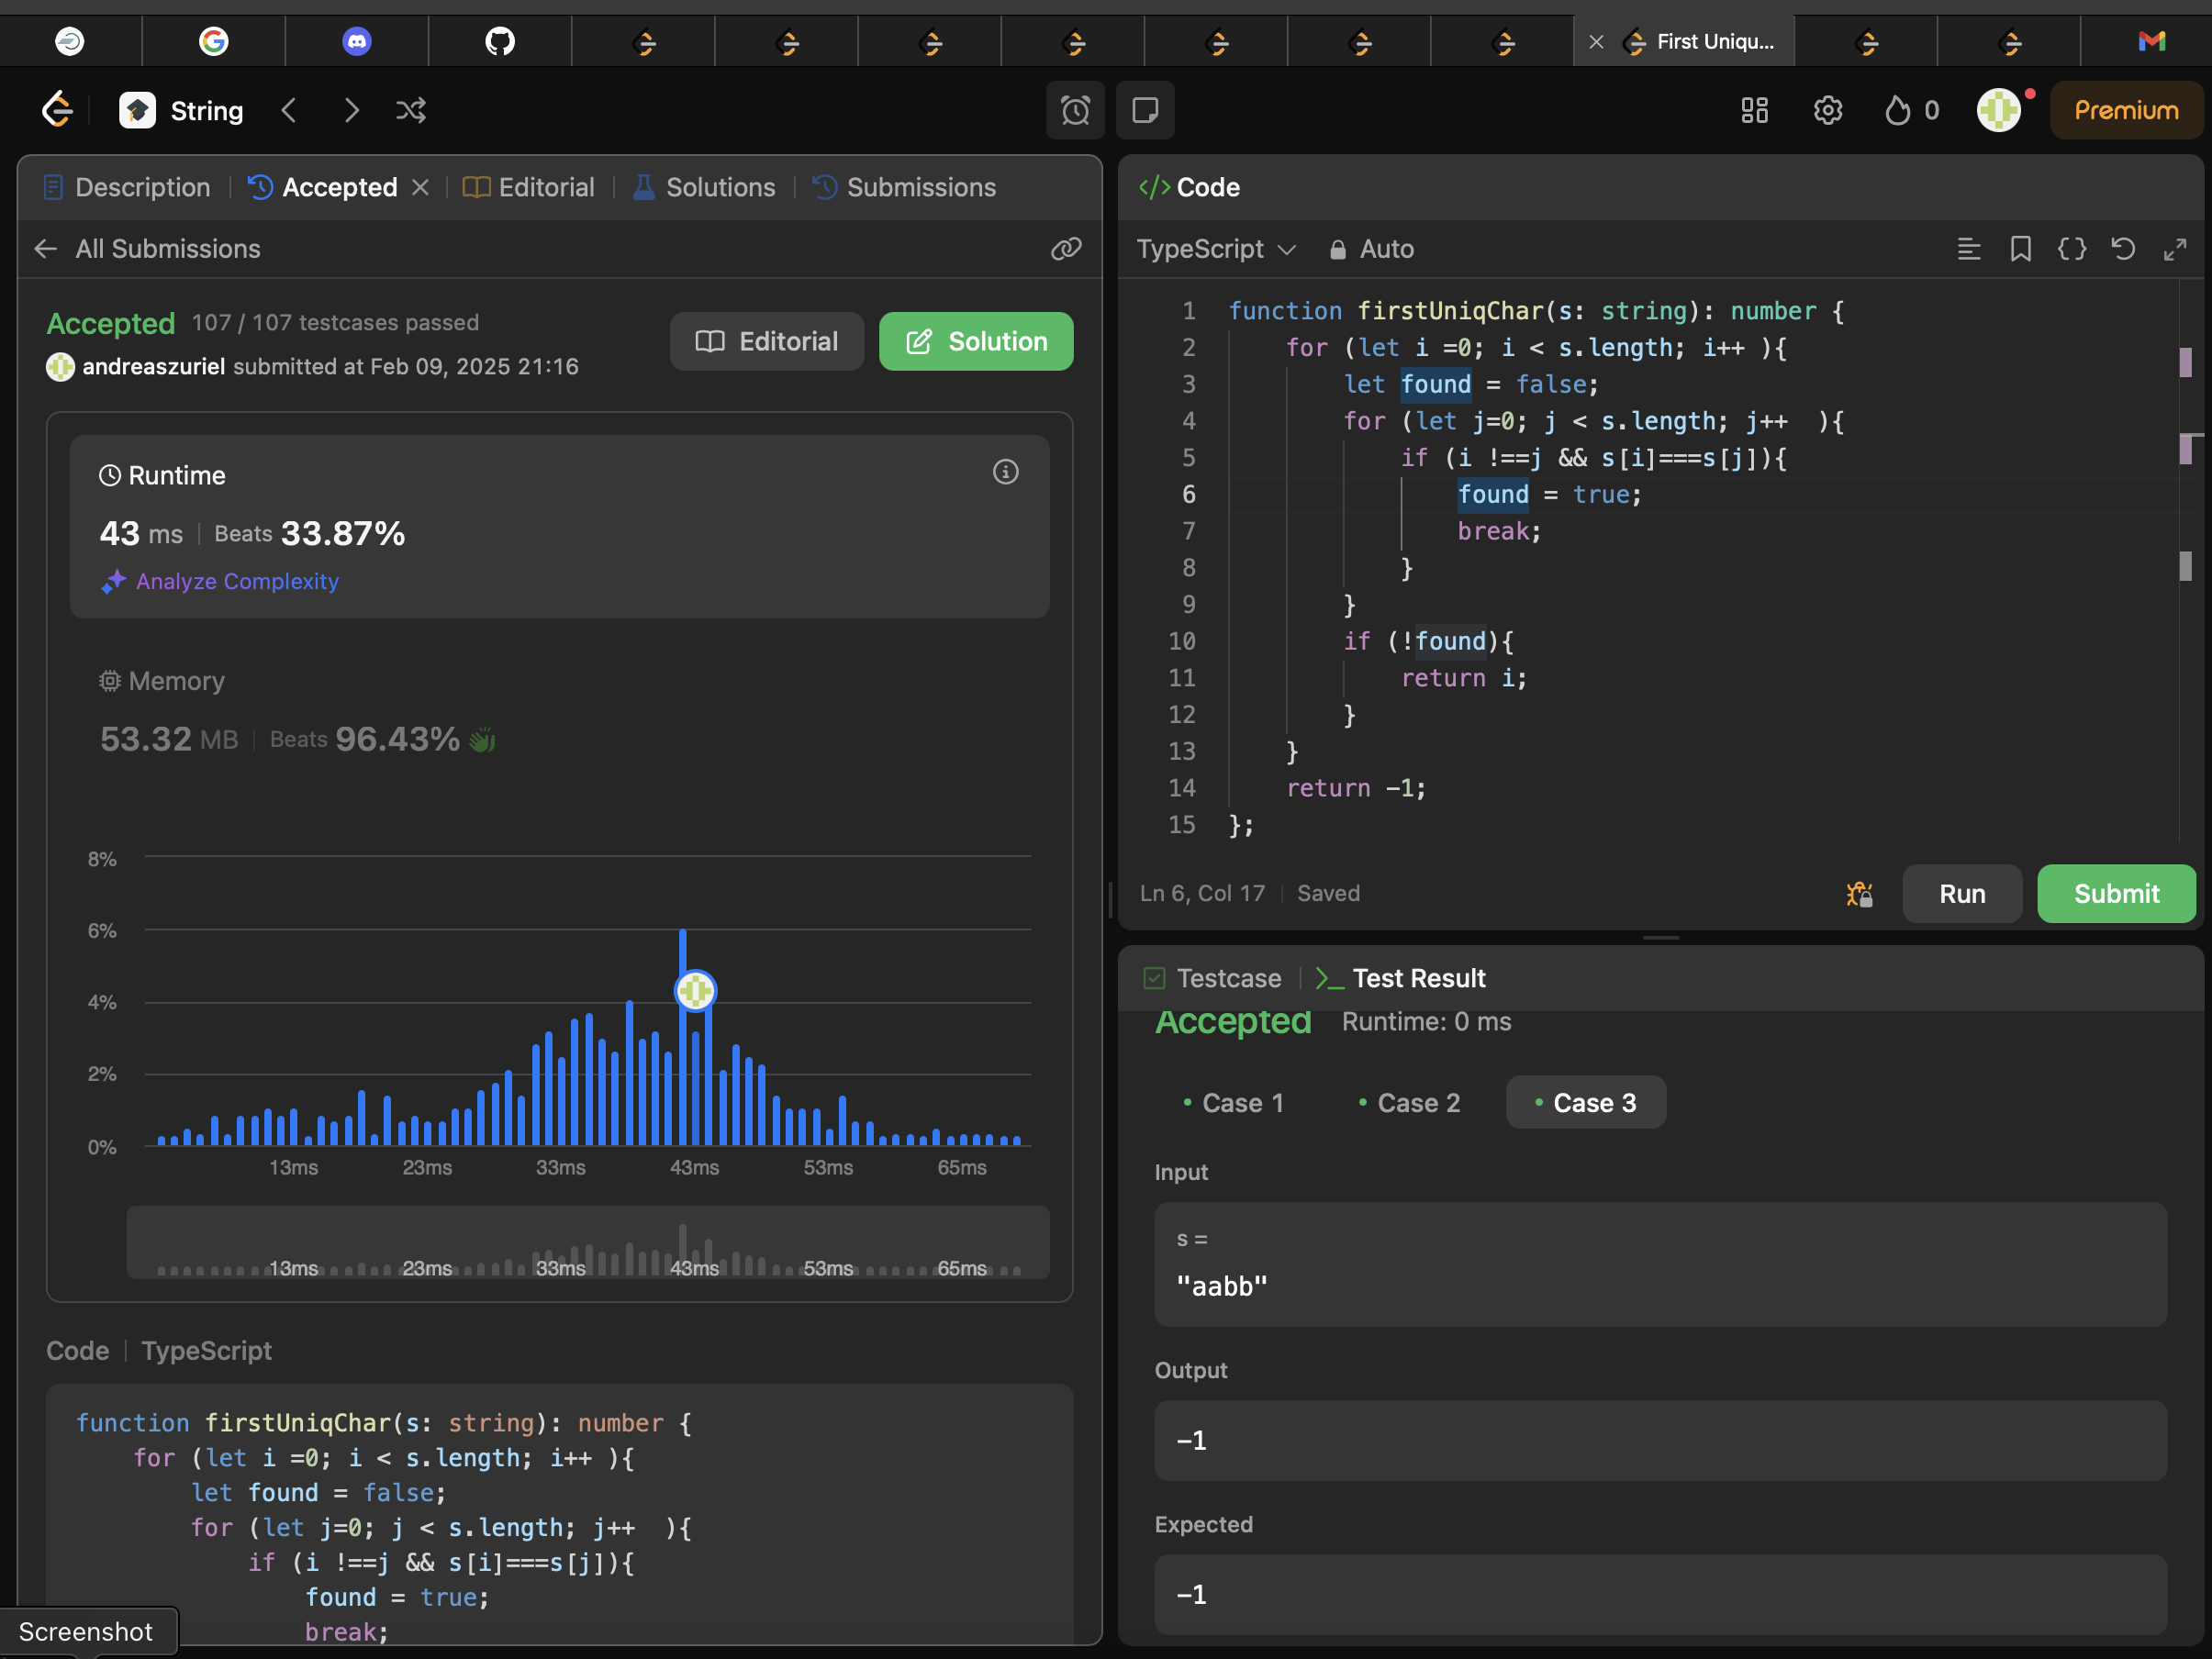 First Uniqu...
String
0
Premium
Description
Accepted
Editorial
Solutions
Submissions
All Submissions
Accepted 107 / 107 testcases passed
andreaszuriel submitted at Feb 09, 2025 21:16
Editorial
Solution
Runtime
43 ms Beats 33.87%
Analyze Complexity
Memory
53.32 MB Beats 96.43%
8%
6%
4%
2%
0%
13ms 23ms 33ms 43ms 53ms 65ms
13ms 23ms 33ms 43ms 53ms 65ms
Code TypeScript
function firstUniqChar(s: string): number {
    for (let i =0; i < s.length; i++ ){
        let found = false;
        for (let j=0; j < s.length; j++  ){
            if (i !==j && s[i]===s[j]){
                found = true;
                break;
Screenshot
</> Code
TypeScript Auto
1 function firstUniqChar(s: string): number {
2     for (let i =0; i < s.length; i++ ){
3         let found = false;
4         for (let j=0; j < s.length; j++  ){
5             if (i !==j && s[i]===s[j]){
6                 found = true;
7                 break;
8             }
9         }
10         if (!found){
11             return i;
12         }
13     }
14     return -1;
15 };
Ln 6, Col 17 Saved
Run
Submit
Testcase
Test Result
Accepted Runtime: 0 ms
Case 1
Case 2
Case 3
Input
s =
"aabb"
Output
-1
Expected
-1